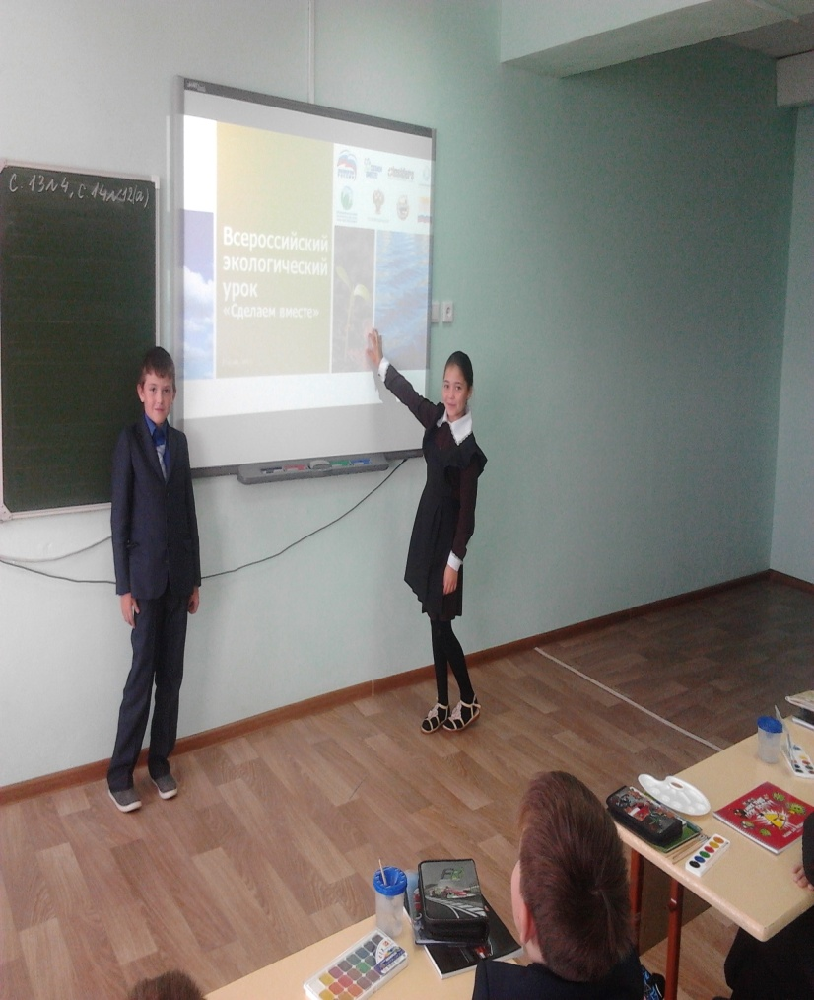 с. 13 № 4, с. 14 № 12(а)
Всероссийский
экологический
урок
«Сделаем вместе»